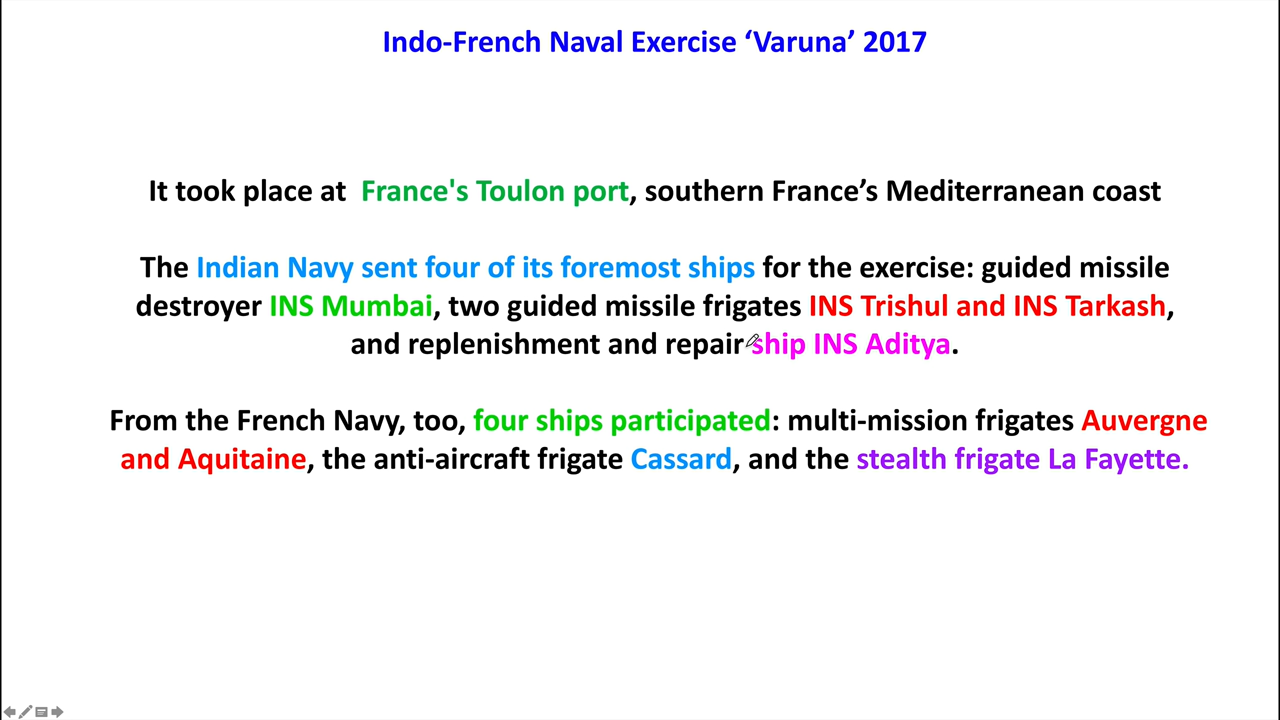 Indo-French Naval Exercise ‘Varuna’ 2017
It took place at France's Toulon port, southern France’s Mediterranean coast
The Indian Navy sent four of its foremost ships for the exercise: guided missile
destroyer INS Mumbai, two guided missile frigates INS Trishul and INS Tarkash,
and replenishment and repair ship INS Aditya.
From the French Navy, too, four ships participated: multi-mission frigates Auvergne
and Aquitaine, the anti-aircraft frigate Cassard, and the stealth frigate La Fayette.